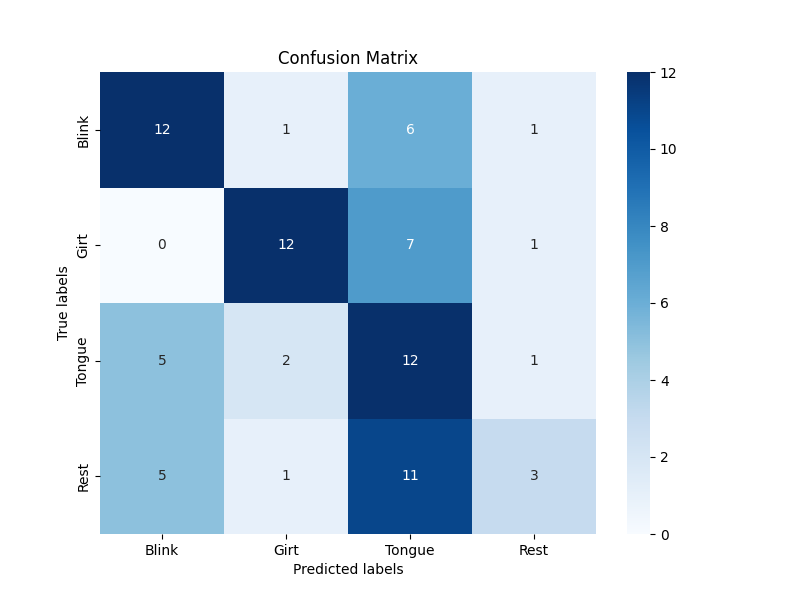 Confusion Matrix
Blink 12 1 6 1
Girt 0 12 7 1
Tongue 5 2 12 1
Rest 5 1 11 3
Blink Girt Tongue Rest
Predicted labels
True labels
12
10
8
6
4
2
0